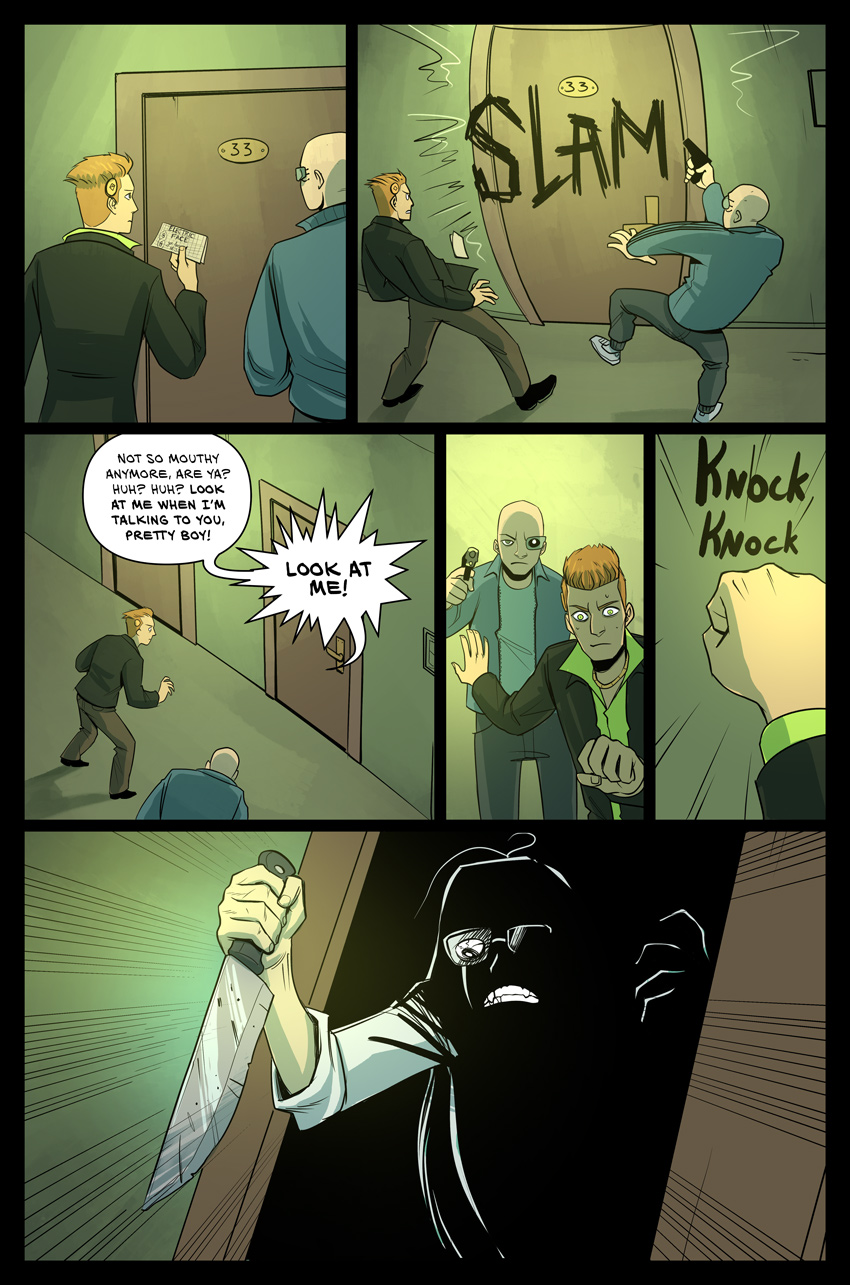 33
33
SLAM
NOT SO MOUTHY
ANYMORE, ARE YA?
HUH? HUH? LOOK
AT ME WHEN I'M
TALKING TO YOU,
PRETTY BOY!
LOOK AT
ME!
KNOCK
KNOCK